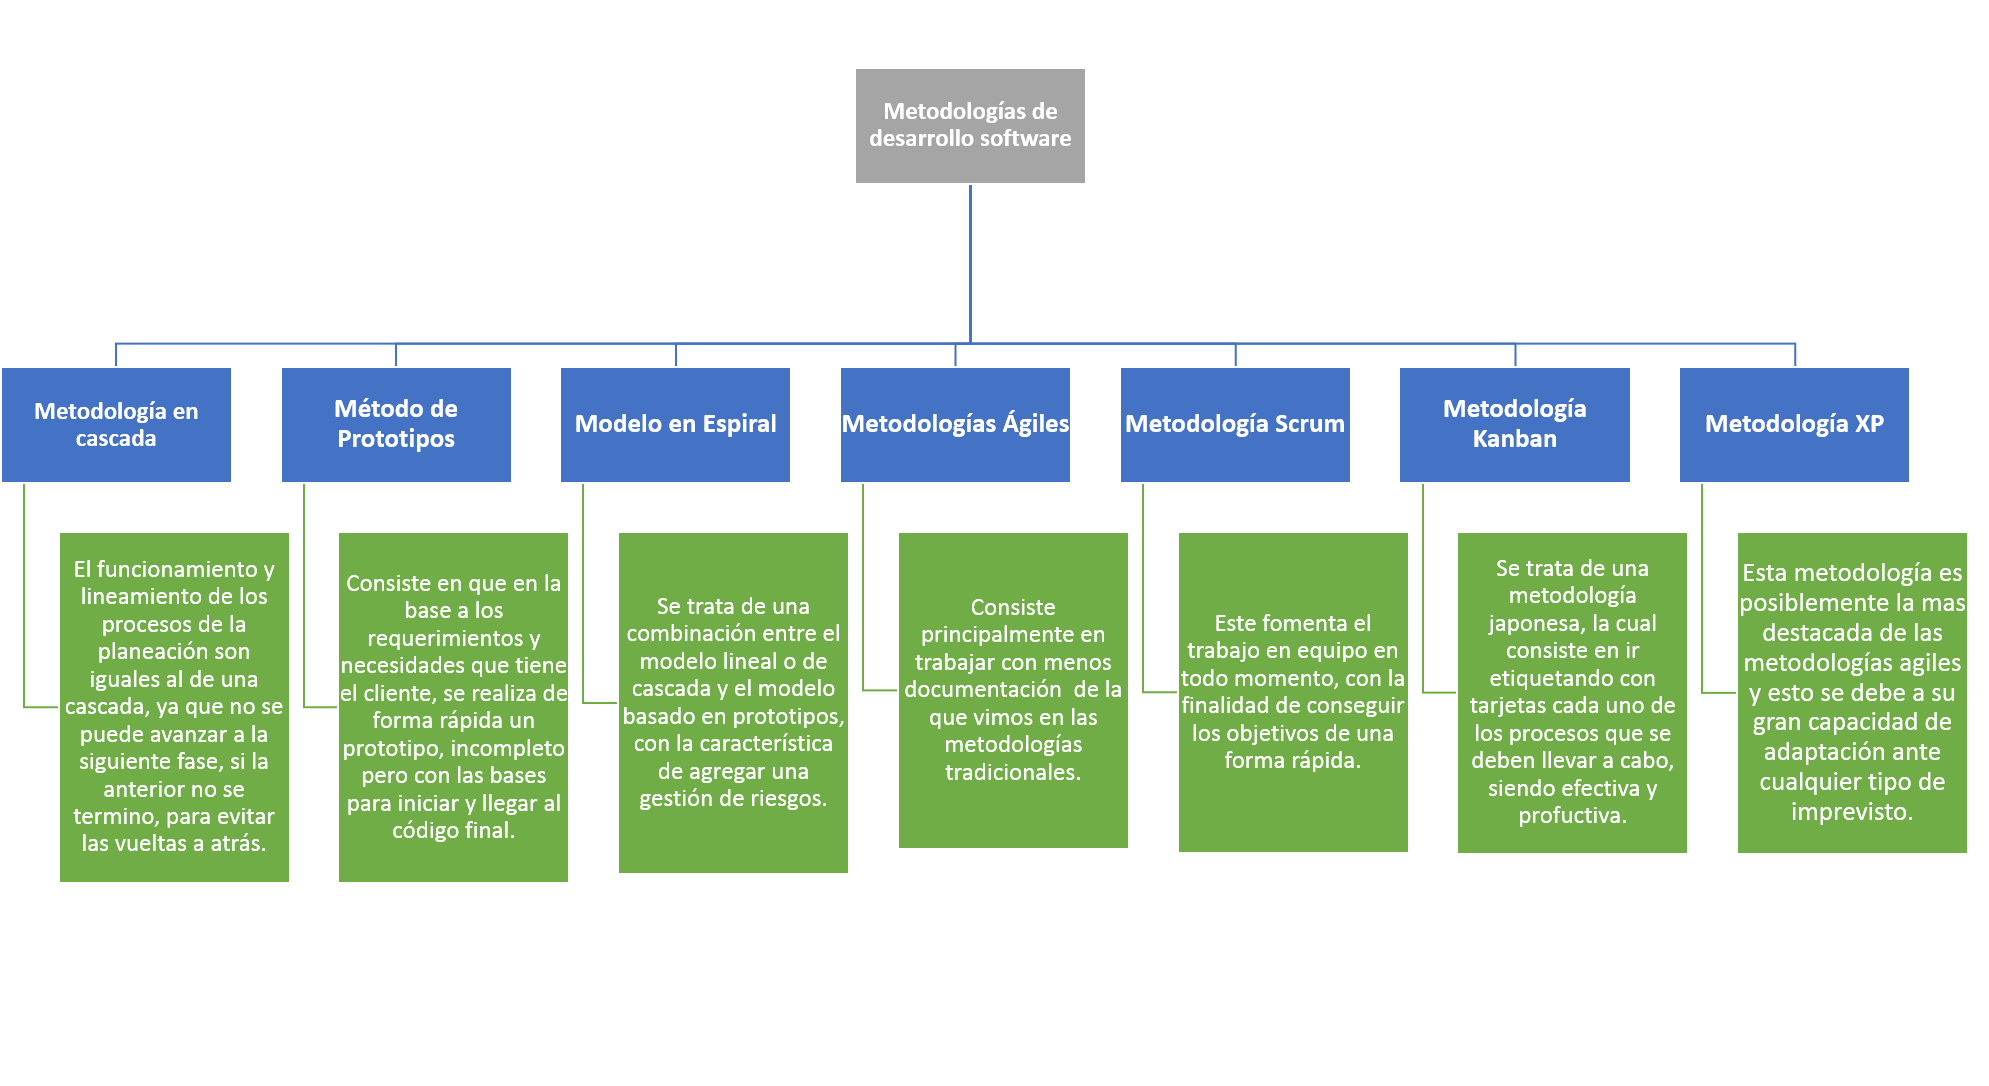 Metodologías de
desarrollo software
Metodología en
cascada
Método de
Prototipos
Modelo en Espiral
Metodologías Ágiles
Metodología Scrum
Metodología
Kanban
Metodología XP
El funcionamiento y
lineamiento de los
procesos de la
planeación son
iguales al de una
cascada, ya que no se
puede avanzar a la
siguiente fase, si la
anterior no se
termino, para evitar
las vueltas a atrás.
Consiste en que en la
base a los
requerimientos y
necesidades que tiene
el cliente, se realiza de
forma rápida un
prototipo, incompleto
pero con las bases
para iniciar y llegar al
código final.
Se trata de una
combinación entre el
modelo lineal o de
cascada y el modelo
basado en prototipos,
con la característica
de agregar una
gestión de riesgos.
Consiste
principalmente en
trabajar con menos
documentación  de la
que vimos en las
metodologías
tradicionales.
Este fomenta el
trabajo en equipo en
todo momento, con la
finalidad de conseguir
los objetivos de una
forma rápida.
Se trata de una
metodología
japonesa, la cual
consiste en ir
etiquetando con
tarjetas cada uno de
los procesos que se
deben llevar a cabo,
siendo efectiva y
profuctiva.
Esta metodología es
posiblemente la mas
destacada de las
metodologías agiles
y esto se debe a su
gran capacidad de
adaptación ante
cualquier tipo de
imprevisto.